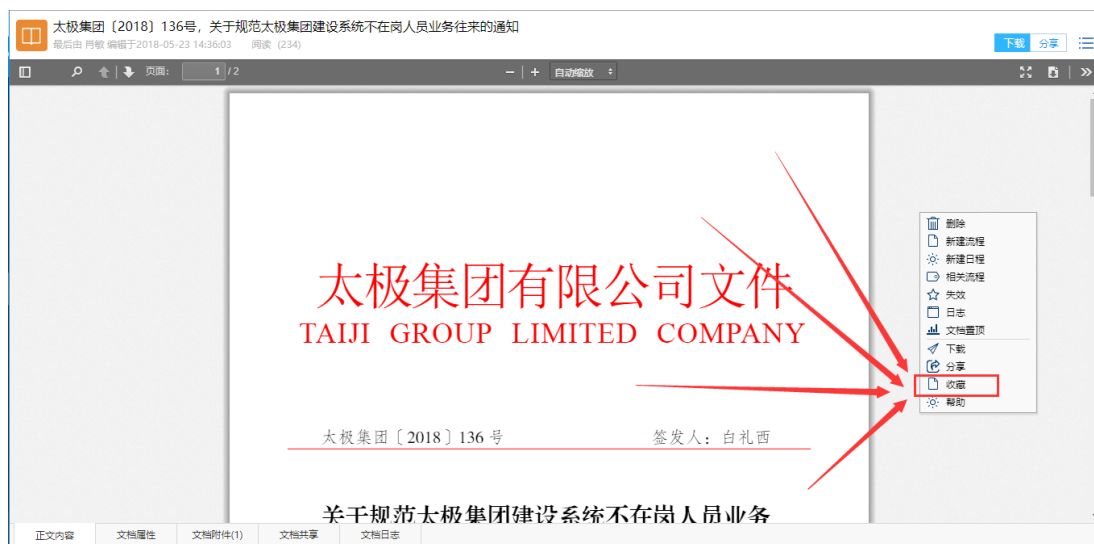 太极集团〔2018〕136号，关于规范太极集团建设系统不在岗人员业务往来的通知
最后由 肖敏 编辑于2018-05-23 14:36:03 阅读 (234)
下载 分享
页面: 1 / 2
自动缩放
太极集团有限公司文件
TAIJI GROUP LIMITED COMPANY
太极集团〔2018〕136 号 签发人：白礼西
关于规范太极集团建设系统不在岗人员业务
删除
新建流程
新建日程
相关流程
失效
日志
文档置顶
下载
分享
收藏
帮助
正文内容 文档属性 文档附件(1) 文档共享 文档日志